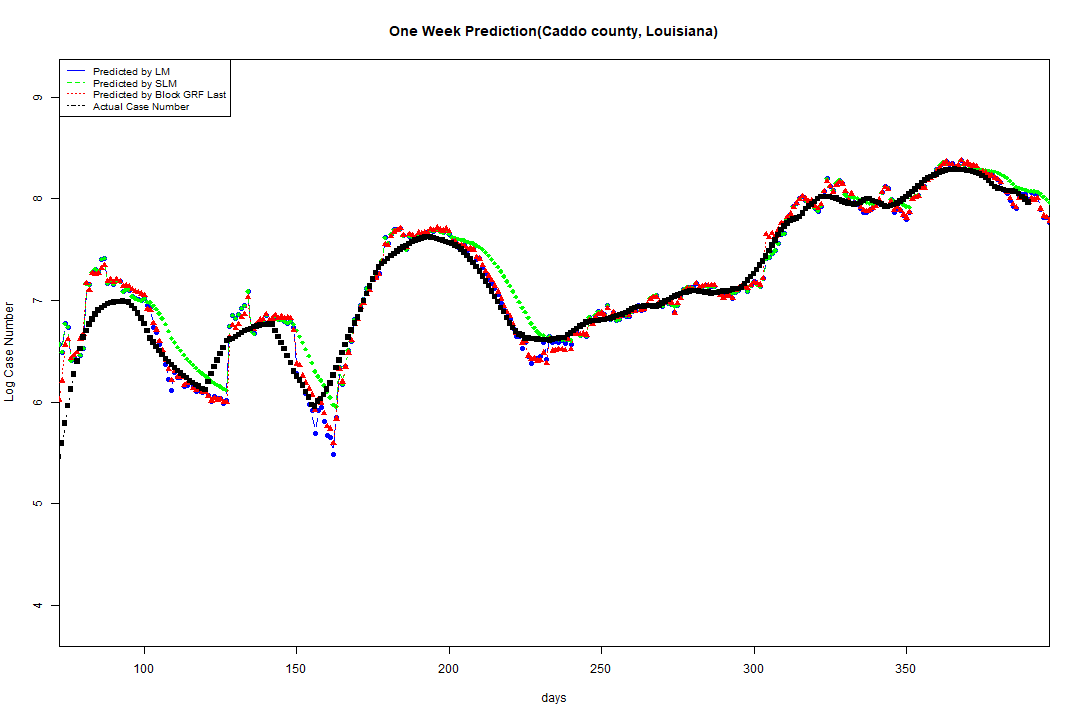 One Week Prediction(Caddo county, Louisiana)
Predicted by LM
Predicted by SLM
Predicted by Block GRF Last
Actual Case Number
9
8
7
6
5
4
Log Case Number
100 150 200 250 300 350
days